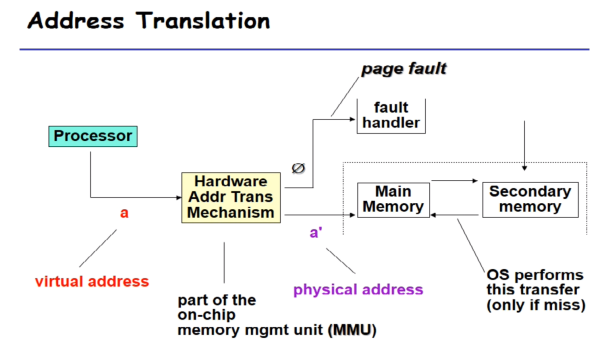 Address Translation
page fault
fault
handler
Processor
Ø
Hardware
Addr Trans
Mechanism
Main
Memory
Secondary
memory
a
a'
virtual address
physical address
OS performs
this transfer
(only if miss)
part of the
on-chip
memory mgmt unit (MMU)